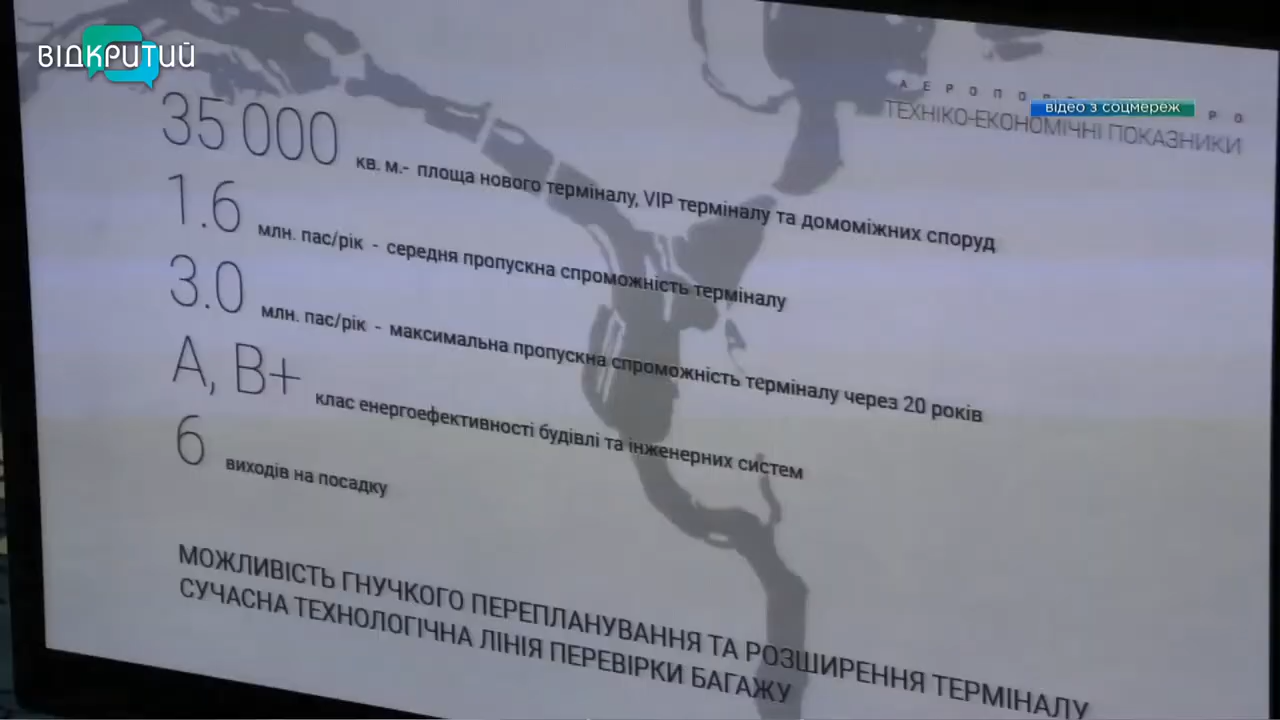 ВІДКРИТИЙ
відео з соцмереж
ТЕХНІКО-ЕКОНОМІЧНІ ПОКАЗНИКИ
35 000 кв. м.- площа нового терміналу, VIP терміналу та домоміжних споруд
1.6 млн. пас/рік - середня пропускна спроможність терміналу
3.0 млн. пас/рік - максимальна пропускна спроможність терміналу через 20 років
A, B+ клас енергоефективності будівлі та інженерних систем
6 виходів на посадку
МОЖЛИВІСТЬ ГНУЧКОГО ПЕРЕПЛАНУВАННЯ ТА РОЗШИРЕННЯ ТЕРМІНАЛУ
СУЧАСНА ТЕХНОЛОГІЧНА ЛІНІЯ ПЕРЕВІРКИ БАГАЖУ